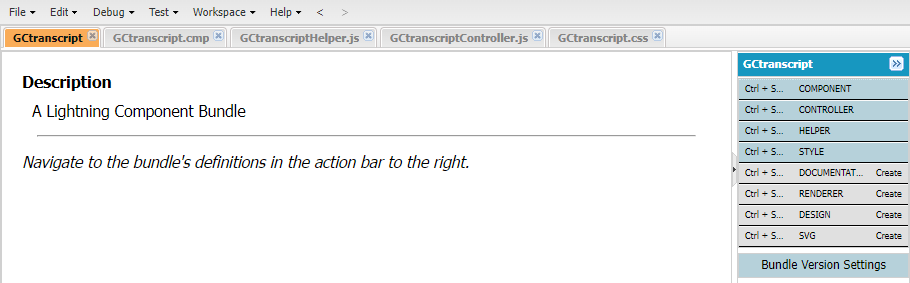 File Edit Debug Test Workspace Help < >
GCtranscript GCtranscript.cmp GCtranscriptHelper.js GCtranscriptController.js GCtranscript.css
Description
A Lightning Component Bundle
Navigate to the bundle's definitions in the action bar to the right.
GCtranscript
Ctrl + S... COMPONENT
Ctrl + S... CONTROLLER
Ctrl + S... HELPER
Ctrl + S... STYLE
Ctrl + S... DOCUMENTAT... Create
Ctrl + S... RENDERER Create
Ctrl + S... DESIGN Create
Ctrl + S... SVG Create
Bundle Version Settings